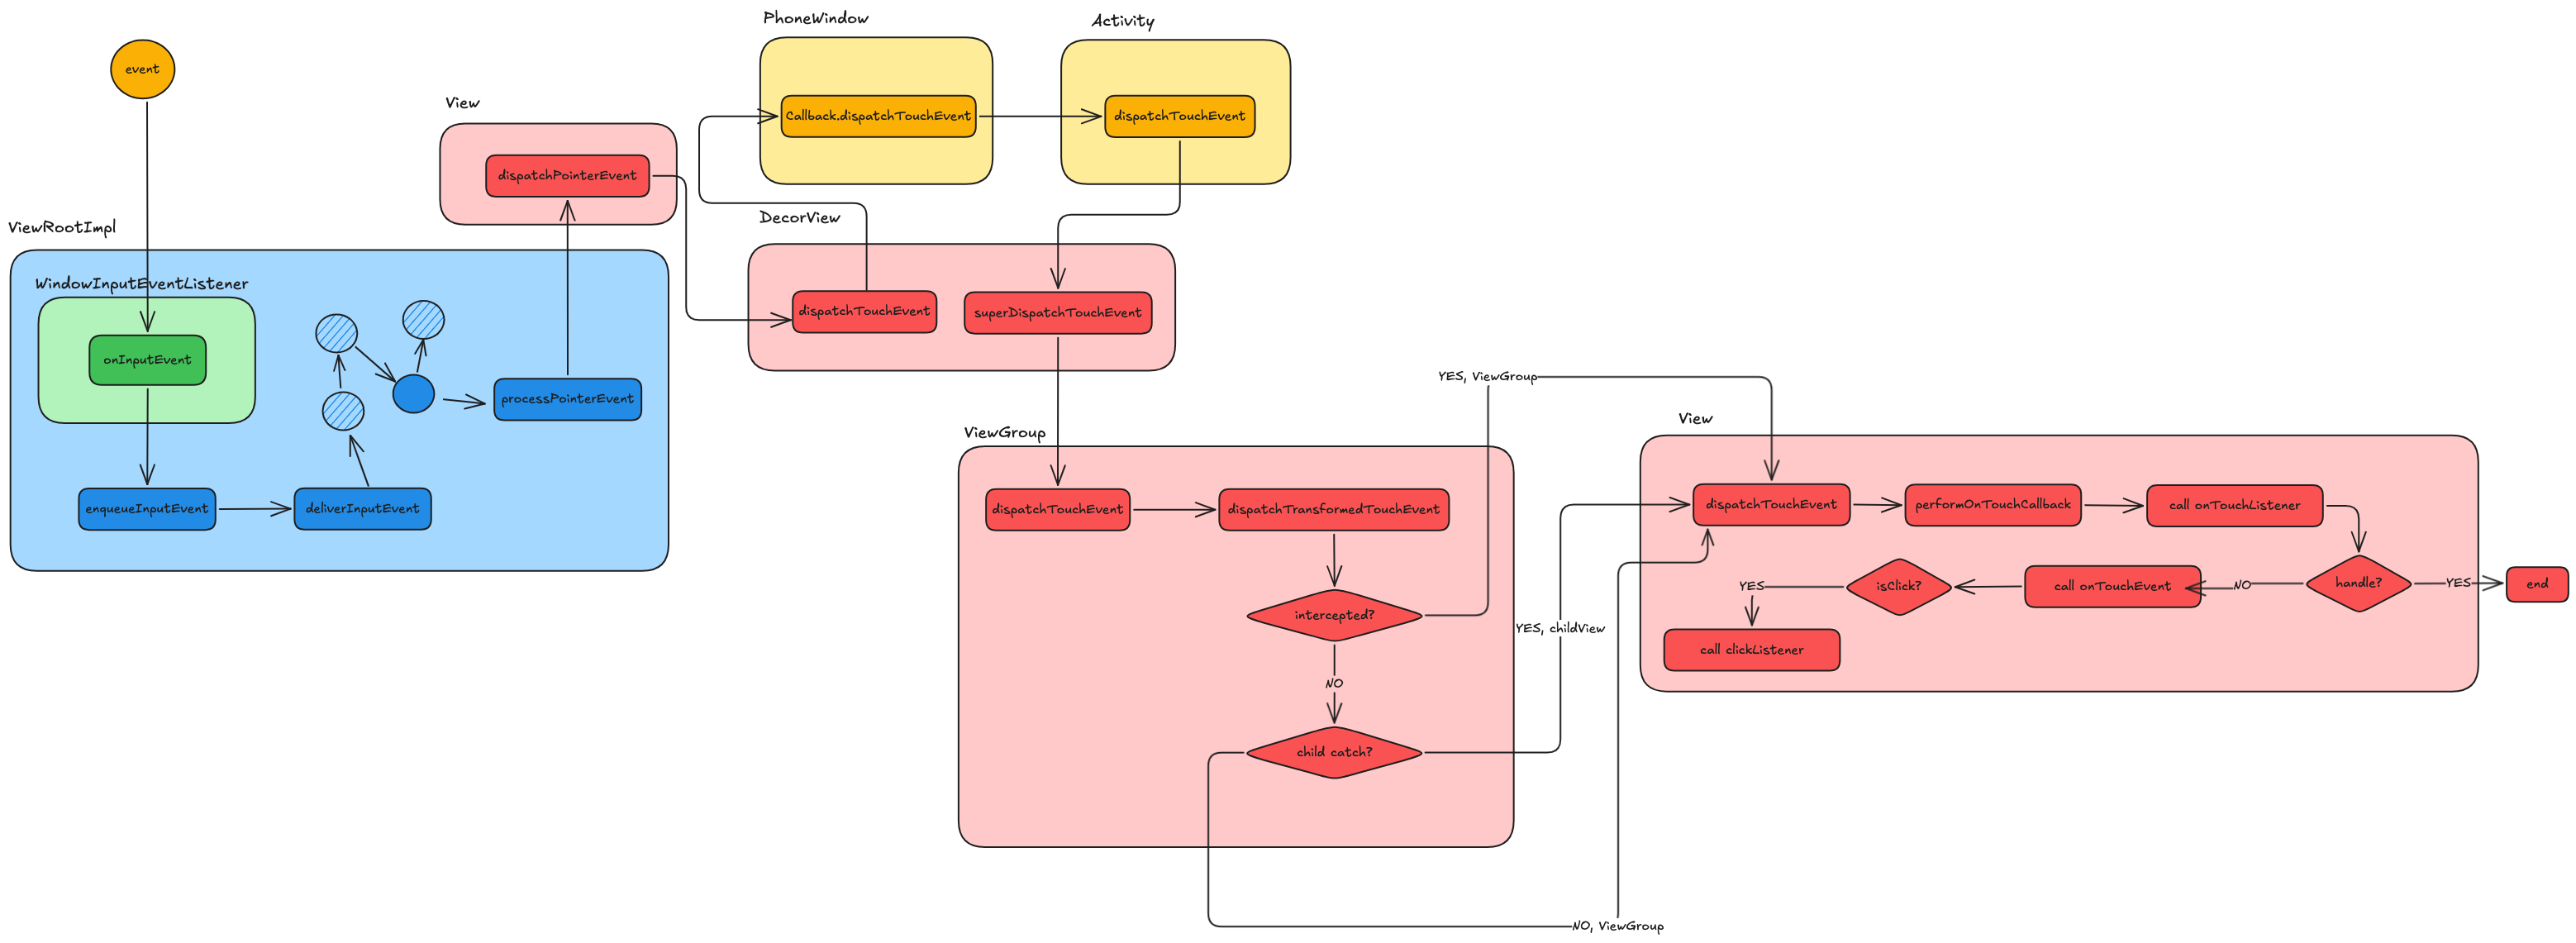 PhoneWindow
Activity
event
View
Callback.dispatchTouchEvent
dispatchTouchEvent
dispatchPointerEvent
ViewRootImpl
DecorView
WindowInputEventListener
dispatchTouchEvent
superDispatchTouchEvent
onInputEvent
processPointerEvent
enqueueInputEvent
deliverInputEvent
YES, ViewGroup
ViewGroup
View
dispatchTouchEvent
dispatchTransformedTouchEvent
dispatchTouchEvent
performOnTouchCallback
call onTouchListener
intercepted?
YES, childView
YES
isClick?
call onTouchEvent
NO
handle?
YES
end
call clickListener
NO
child catch?
NO, ViewGroup